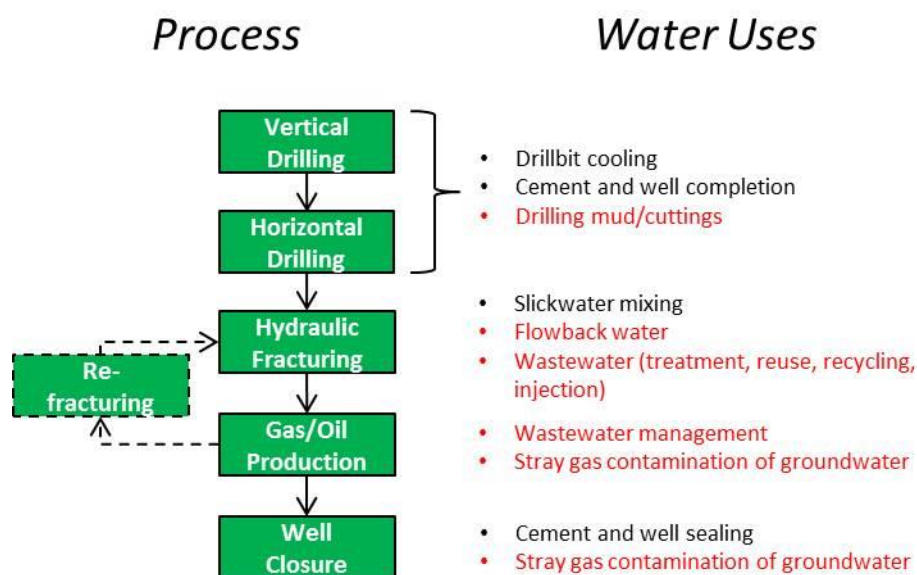 Process
Water Uses
Vertical
Drilling
Horizontal
Drilling
• Drillbit cooling
• Cement and well completion
• Drilling mud/cuttings
Hydraulic
Fracturing
• Slickwater mixing
• Flowback water
• Wastewater (treatment, reuse, recycling,
injection)
Re-
fracturing
Gas/Oil
Production
• Wastewater management
• Stray gas contamination of groundwater
Well
Closure
• Cement and well sealing
• Stray gas contamination of groundwater